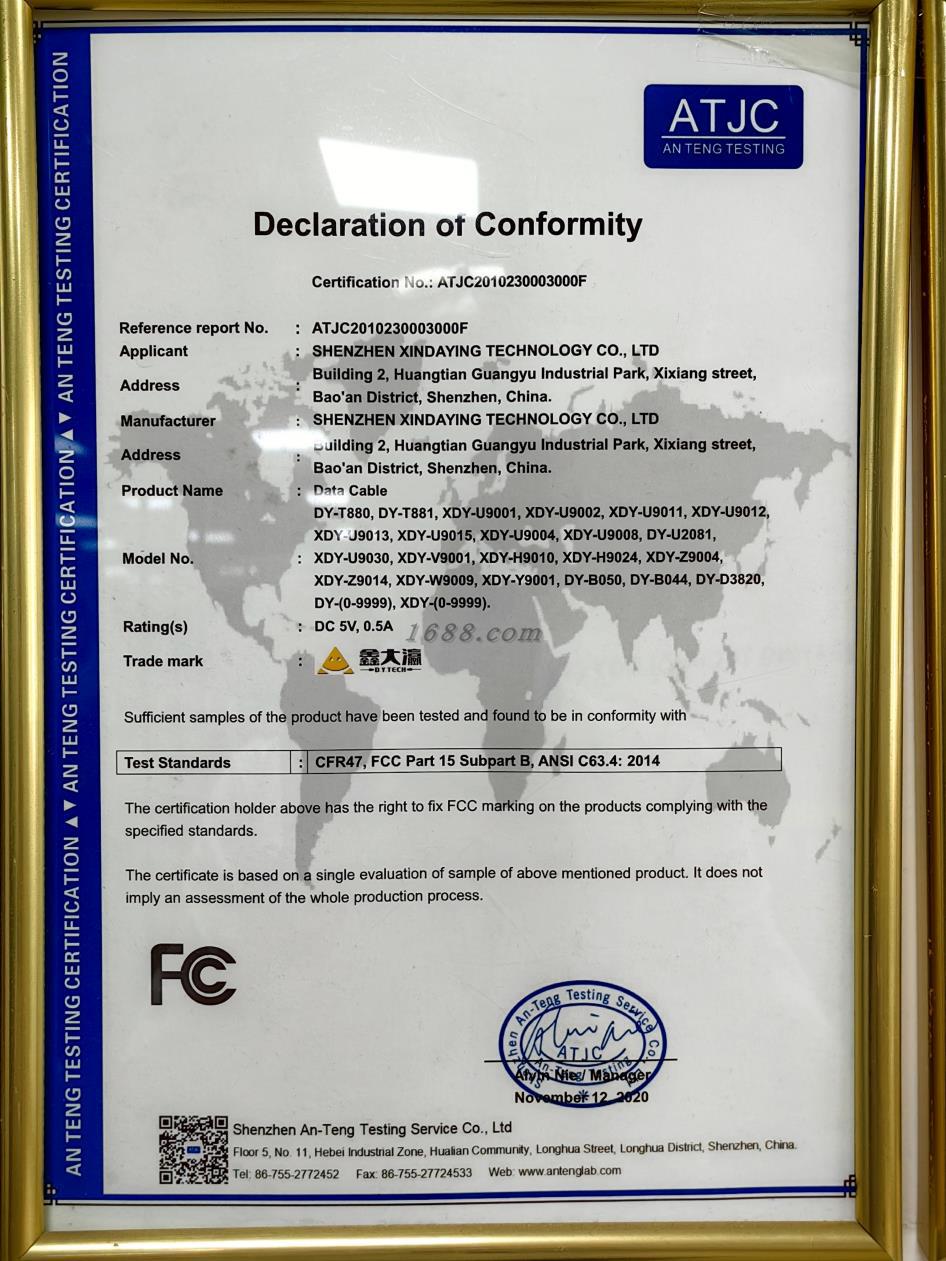 ATJC
AN TENG TESTING
AN TENG TESTING CERTIFICATION ▲▼ AN TENG TESTING CERTIFICATION ▲▼ AN TENG TESTING CERTIFICATION
Declaration of Conformity
Certification No.: ATJC2010230003000F
Reference report No. : ATJC2010230003000F
Applicant : SHENZHEN XINDAYING TECHNOLOGY CO., LTD
Address : Building 2, Huangtian Guangyu Industrial Park, Xixiang street,
Bao'an District, Shenzhen, China.
Manufacturer : SHENZHEN XINDAYING TECHNOLOGY CO., LTD
Address : Building 2, Huangtian Guangyu Industrial Park, Xixiang street,
Bao'an District, Shenzhen, China.
Product Name : Data Cable
DY-T880, DY-T881, XDY-U9001, XDY-U9002, XDY-U9011, XDY-U9012,
XDY-U9013, XDY-U9015, XDY-U9004, XDY-U9008, DY-U2081,
Model No. : XDY-U9030, XDY-V9001, XDY-H9010, XDY-H9024, XDY-Z9004,
XDY-Z9014, XDY-W9009, XDY-Y9001, DY-B050, DY-B044, DY-D3820,
DY-(0-9999), XDY-(0-9999).
Rating(s) : DC 5V, 0.5A
1688.com
Trade mark : 鑫大瀛
D.Y.TECH
Sufficient samples of the product have been tested and found to be in conformity with
Test Standards : CFR47, FCC Part 15 Subpart B, ANSI C63.4: 2014
The certification holder above has the right to fix FCC marking on the products complying with the
specified standards.
The certificate is based on a single evaluation of sample of above mentioned product. It does not
imply an assessment of the whole production process.
FC
An-Teng Testing Service Co.
ATJC
An-Teng Testing
Alvin Nie / Manager
November 12, 2020
Shenzhen An-Teng Testing Service Co., Ltd
Floor 5, No. 11, Hebei Industrial Zone, Hualian Community, Longhua Street, Longhua District, Shenzhen, China.
Tel: 86-755-2772452 Fax: 86-755-27724533 Web: www.antenglab.com